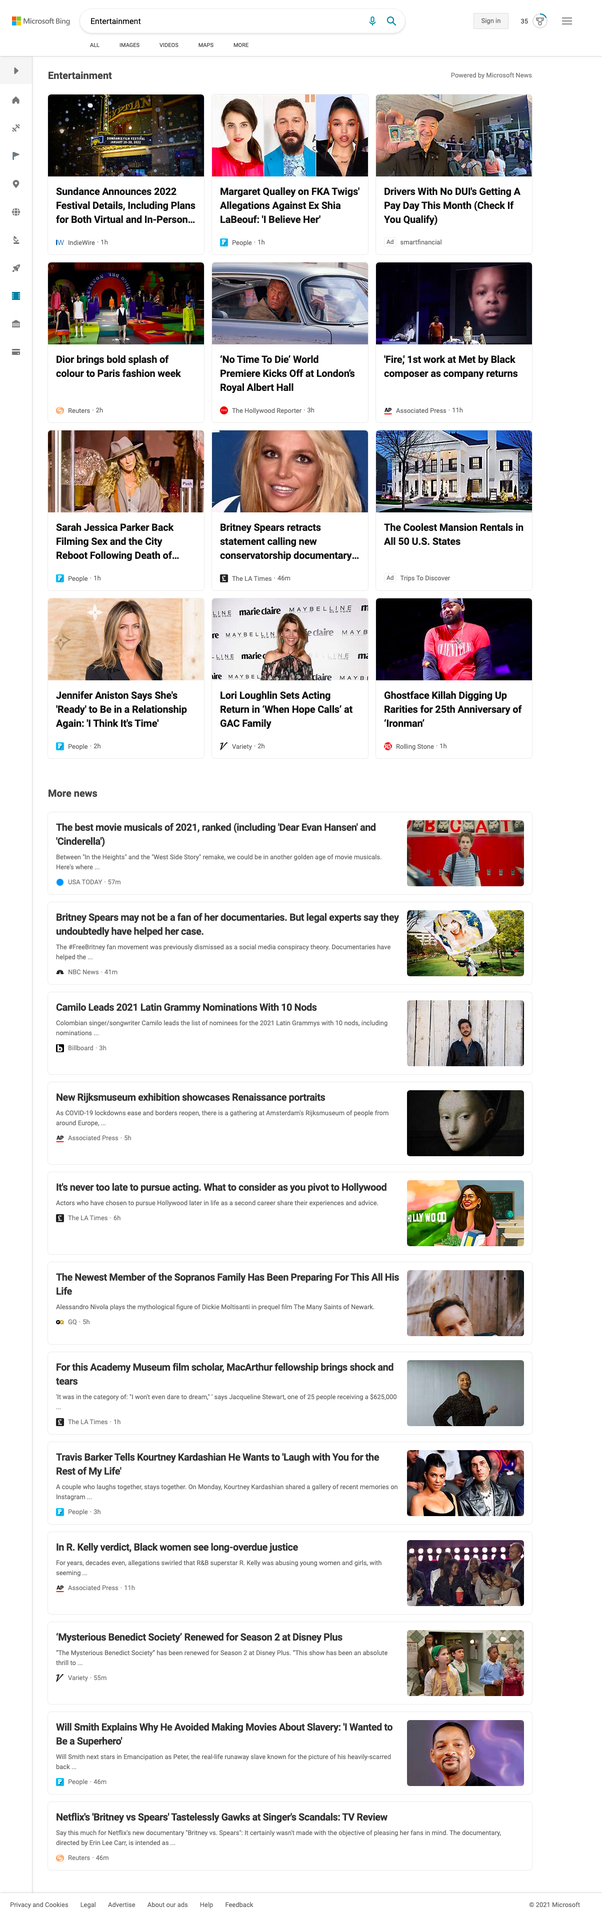 Microsoft Bing
Entertainment
Sign in
35
ALL
IMAGES
VIDEOS
MAPS
MORE
Entertainment
Powered by Microsoft News
Sundance Announces 2022
Festival Details, Including Plans
for Both Virtual and In-Person...
IndieWire · 1h
Margaret Qualley on FKA Twigs'
Allegations Against Ex Shia
LaBeouf: 'I Believe Her'
People · 1h
Drivers With No DUI's Getting A
Pay Day This Month (Check If
You Qualify)
Ad smartfinancial
Dior brings bold splash of
colour to Paris fashion week
Reuters · 2h
'No Time To Die' World
Premiere Kicks Off at London's
Royal Albert Hall
The Hollywood Reporter · 3h
'Fire,' 1st work at Met by Black
composer as company returns
AP Associated Press · 11h
Push
Sarah Jessica Parker Back
Filming Sex and the City
Reboot Following Death of...
People · 1h
Britney Spears retracts
statement calling new
conservatorship documentary...
The LA Times · 46m
The Coolest Mansion Rentals in
All 50 U.S. States
Ad Trips To Discover
marie claire MAYBELLINE
Jennifer Aniston Says She's
'Ready' to Be in a Relationship
Again: 'I Think It's Time'
People · 2h
Lori Loughlin Sets Acting
Return in 'When Hope Calls' at
GAC Family
Variety · 2h
Ghostface Killah Digging Up
Rarities for 25th Anniversary of
'Ironman'
Rolling Stone · 1h
More news
The best movie musicals of 2021, ranked (including 'Dear Evan Hansen' and
'Cinderella')
Between "In the Heights" and the "West Side Story" remake, we could be in another golden age of movie musicals.
Here's where ...
USA TODAY · 57m
Britney Spears may not be a fan of her documentaries. But legal experts say they
undoubtedly have helped her case.
The #FreeBritney fan movement was previously dismissed as a social media conspiracy theory. Documentaries have
helped the ...
NBC News · 41m
Camilo Leads 2021 Latin Grammy Nominations With 10 Nods
Colombian singer/songwriter Camilo leads the list of nominees for the 2021 Latin Grammys with 10 nods, including
nominations ...
Billboard · 3h
New Rijksmuseum exhibition showcases Renaissance portraits
As COVID-19 lockdowns ease and borders reopen, there is a gathering at Amsterdam's Rijksmuseum of people from
around Europe, ...
AP Associated Press · 5h
It's never too late to pursue acting. What to consider as you pivot to Hollywood
Actors who have chosen to pursue Hollywood later in life as a second career share their experiences and advice.
The LA Times · 6h
The Newest Member of the Sopranos Family Has Been Preparing For This All His
Life
Alessandro Nivola plays the mythological figure of Dickie Moltisanti in prequel film The Many Saints of Newark.
GQ GQ · 5h
For this Academy Museum film scholar, MacArthur fellowship brings shock and
tears
'It was in the category of: "I won't even dare to dream," ' says Jacqueline Stewart, one of 25 people receiving a $625,000
...
The LA Times · 1h
Travis Barker Tells Kourtney Kardashian He Wants to 'Laugh with You for the
Rest of My Life'
A couple who laughs together, stays together. On Monday, Kourtney Kardashian shared a gallery of recent memories on
Instagram ...
People · 3h
In R. Kelly verdict, Black women see long-overdue justice
For years, decades even, allegations swirled that R&B superstar R. Kelly was abusing young women and girls, with
seeming ...
AP Associated Press · 11h
'Mysterious Benedict Society' Renewed for Season 2 at Disney Plus
"The Mysterious Benedict Society" has been renewed for Season 2 at Disney Plus. "This show has been an absolute
thrill to ...
Variety · 55m
Will Smith Explains Why He Avoided Making Movies About Slavery: 'I Wanted to
Be a Superhero'
Will Smith next stars in Emancipation as Peter, the real-life runaway slave known for the picture of his heavily-scarred
back ...
People · 46m
Netflix's 'Britney vs Spears' Tastelessly Gawks at Singer's Scandals: TV Review
Say this much for Netflix's new documentary "Britney vs. Spears": It certainly wasn't made with the objective of pleasing her fans in mind. The documentary,
directed by Erin Lee Carr, is intended as ...
Reuters · 46m
Privacy and Cookies
Legal
Advertise
About our ads
Help
Feedback
© 2021 Microsoft